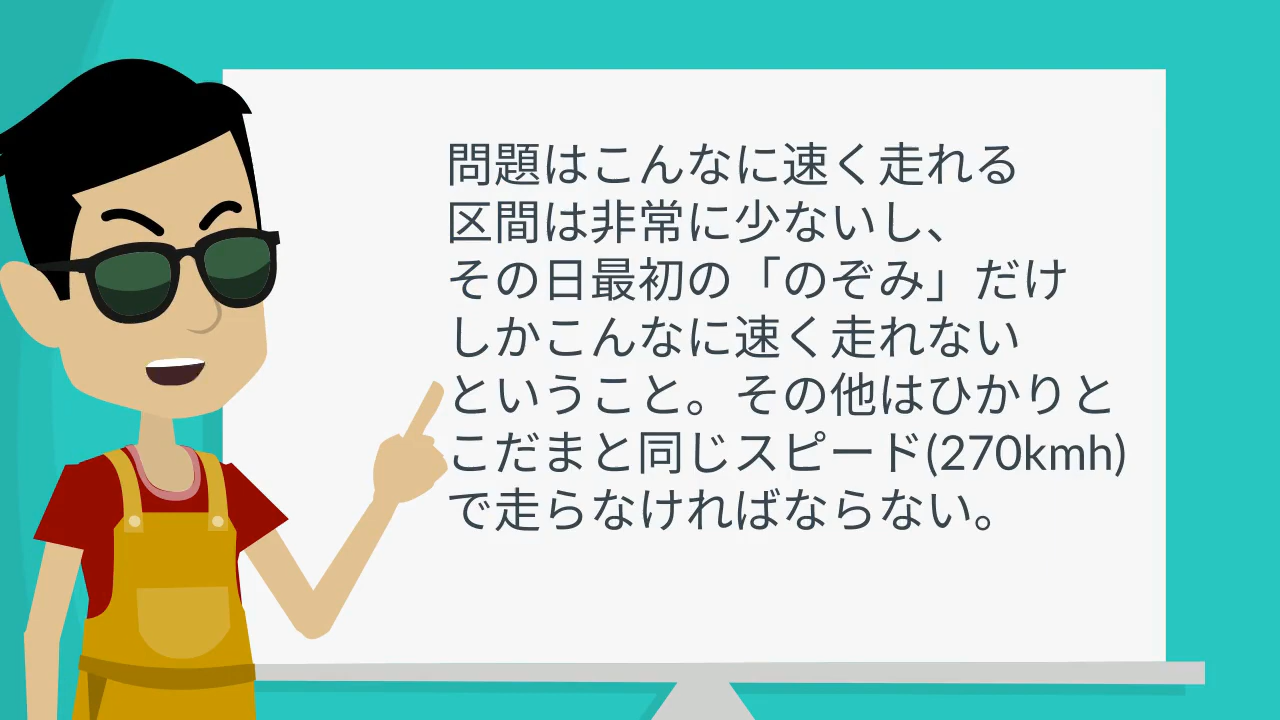 問題はこんなに速く走れる
区間は非常に少ないし、
その日最初の「のぞみ」だけ
しかこんなに速く走れない
ということ。その他はひかりと
こだまと同じスピード(270kmh)
で走らなければならない。